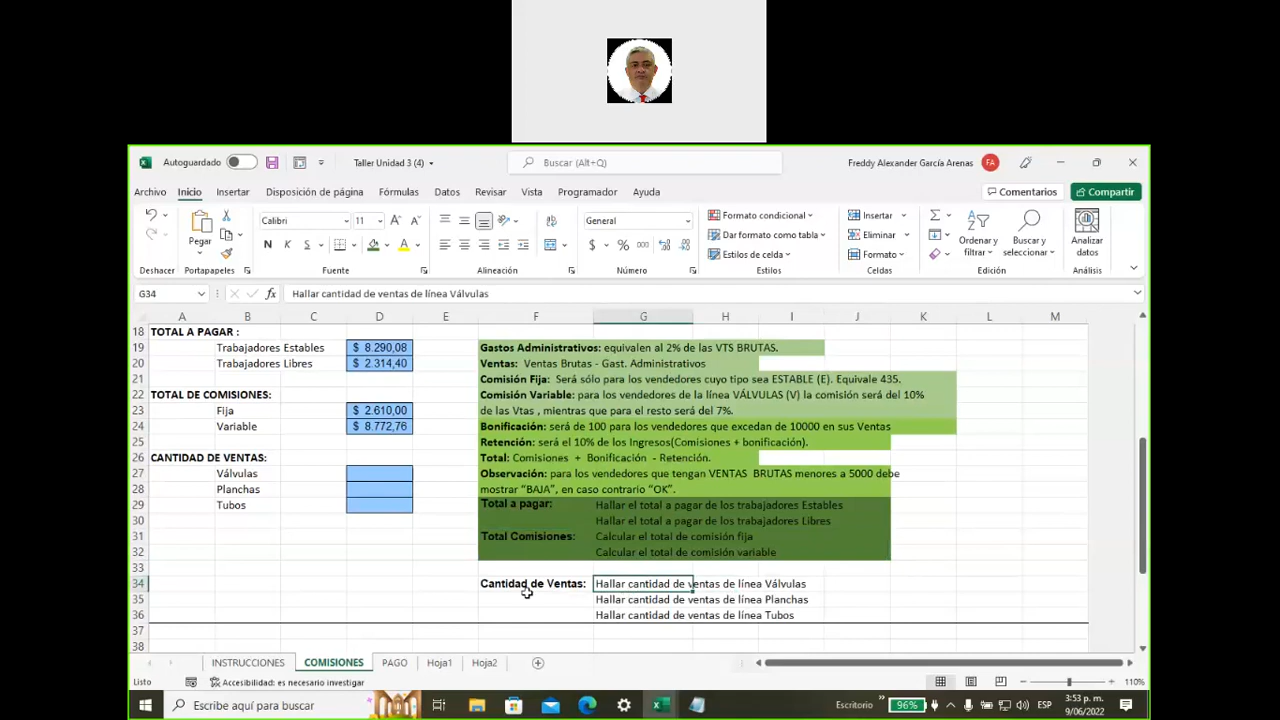 Autoguardado
Taller Unidad 3 (4)
Buscar (Alt+Q)
Freddy Alexander García Arenas
FA
Archivo Inicio Insertar Disposición de página Fórmulas Datos Revisar Vista Programador Ayuda
Comentarios
Compartir
Pegar
Calibri 11
N K S
General
$ % 000
Formato condicional
Dar formato como tabla
Estilos de celda
Insertar
Eliminar
Formato
Ordenar y filtrar
Buscar y seleccionar
Analizar datos
Deshacer Portapapeles Fuente Alineación Número Estilos Celdas Edición Análisis
G34 fx Hallar cantidad de ventas de línea Válvulas
A B C D E F G H I J K L M
18 TOTAL A PAGAR :
19 Trabajadores Estables $ 8.290,08 Gastos Administrativos: equivalen al 2% de las VTS BRUTAS.
20 Trabajadores Libres $ 2.314,40 Ventas: Ventas Brutas - Gast. Administrativos
21 Comisión Fija: Será sólo para los vendedores cuyo tipo sea ESTABLE (E). Equivale 435.
22 TOTAL DE COMISIONES: Comisión Variable: para los vendedores de la línea VÁLVULAS (V) la comisión será del 10%
23 Fija $ 2.610,00 de las Vtas , mientras que para el resto será del 7%.
24 Variable $ 8.772,76 Bonificación: será de 100 para los vendedores que excedan de 10000 en sus Ventas
25 Retención: será el 10% de los Ingresos(Comisiones + bonificación).
26 CANTIDAD DE VENTAS: Total: Comisiones + Bonificación - Retención.
27 Válvulas Observación: para los vendedores que tengan VENTAS BRUTAS menores a 5000 debe
28 Planchas mostrar “BAJA”, en caso contrario “OK”.
29 Tubos Total a pagar: Hallar el total a pagar de los trabajadores Estables
30 Hallar el total a pagar de los trabajadores Libres
31 Total Comisiones: Calcular el total de comisión fija
32 Calcular el total de comisión variable
33
34 Cantidad de Ventas: Hallar cantidad de ventas de línea Válvulas
35 Hallar cantidad de ventas de línea Planchas
36 Hallar cantidad de ventas de línea Tubos
37
38
INSTRUCCIONES COMISIONES PAGO Hoja1 Hoja2
Listo Accesibilidad: es necesario investigar 110%
Escribe aquí para buscar
Escritorio
96%
ESP
3:53 p. m.
9/06/2022